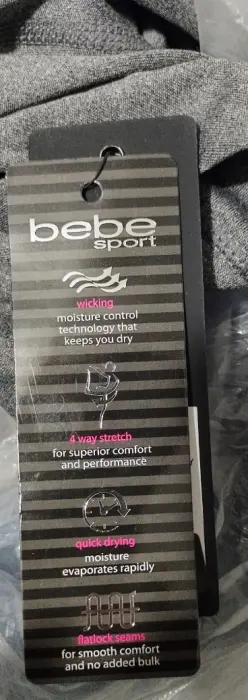 bebe
sport
wicking
moisture control
technology that
keeps you dry
4 way stretch
for superior comfort
and performance
quick drying
moisture
evaporates rapidly
flatlock seams
for smooth comfort
and no added bulk